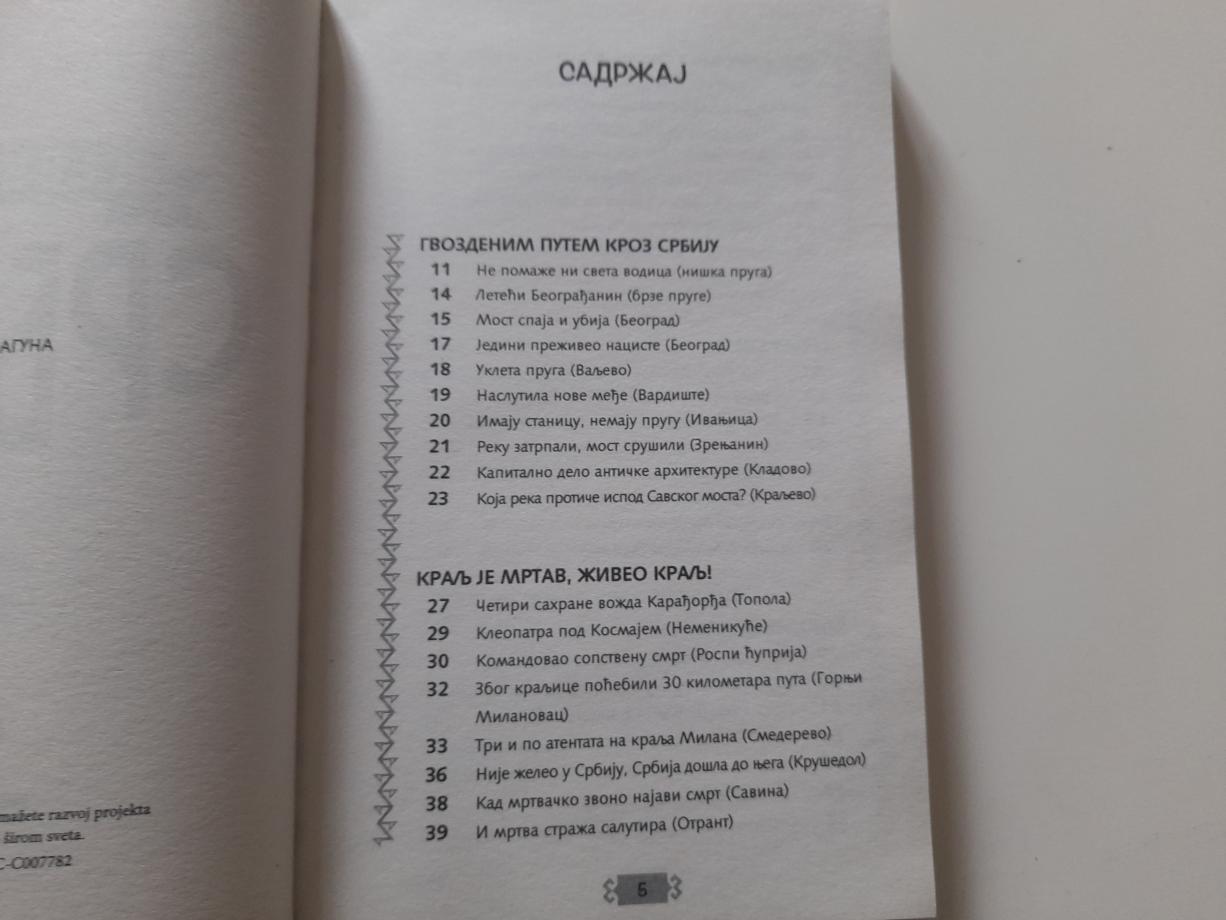 САДРЖАЈ
ГВОЗДЕНИМ ПУТЕМ КРОЗ СРБИЈУ
11 Не помаже ни света водица (нишка пруга)
14 Летећи Београђанин (брзе пруге)
15 Мост спаја и убија (Београд)
17 Једини преживео нацисте (Београд)
18 Уклета пруга (Ваљево)
19 Наслутила нове међе (Вардиште)
20 Имају станицу, немају пругу (Ивањица)
21 Реку затрпали, мост срушили (Зрењанин)
22 Капитално дело античке архитектуре (Кладово)
23 Која река протиче испод Савског моста? (Краљево)
КРАЉ ЈЕ МРТАВ, ЖИВЕО КРАЉ!
27 Четири сахране вожда Карађорђа (Топола)
29 Клеопатра под Космајем (Неменикуће)
30 Командовао сопствену смрт (Роспи ћуприја)
32 Због краљице поћебили 30 километара пута (Горњи
Милановац)
33 Три и по атентата на краља Милана (Смедерево)
36 Није желео у Србију, Србија дошла до њега (Крушедол)
38 Кад мртвачко звоно најави смрт (Савина)
39 И мртва стража салутира (Отрант)
5
АГУНА
mažete razvoj projekta
širom sveta.
C-C007782